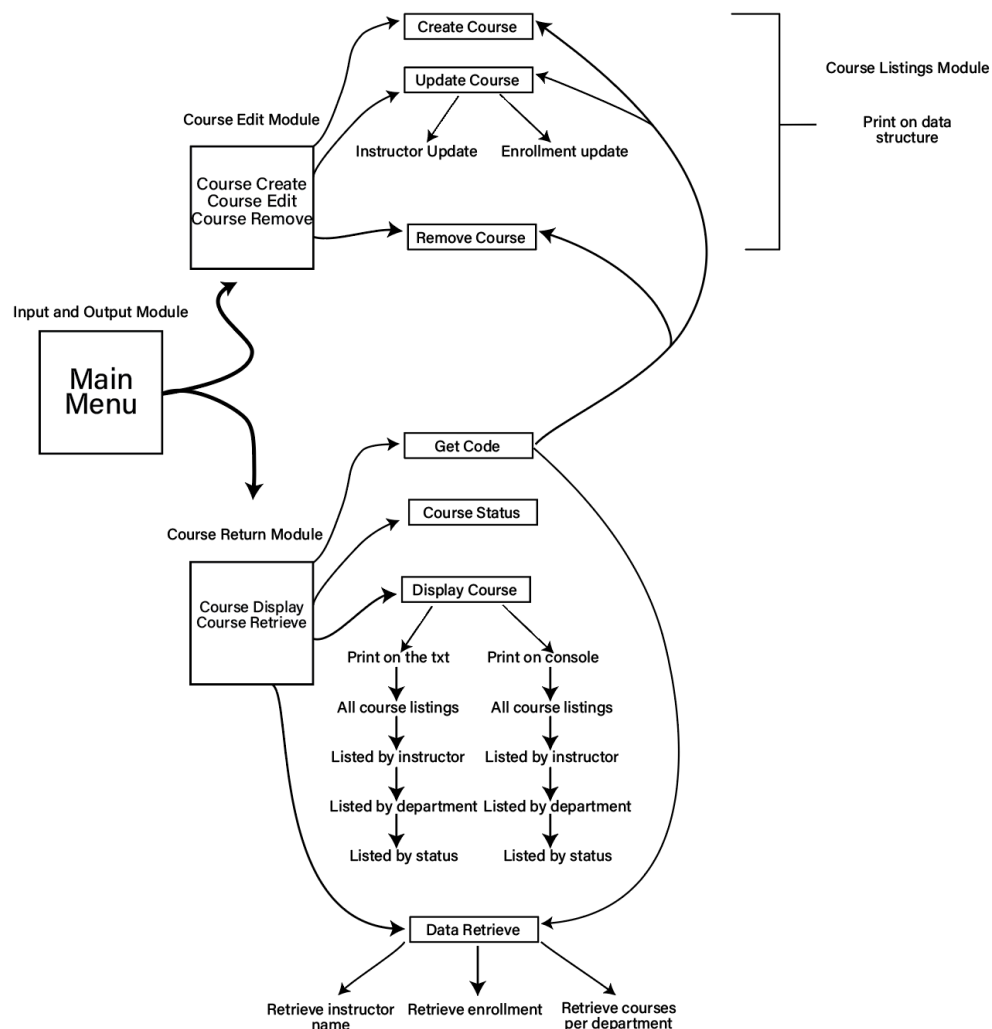 Create Course
Course Listings Module
Update Course
Course Edit Module
Print on data
structure
Instructor Update
Enrollment update
Course Create
Course Edit
Course Remove
Remove Course
Input and Output Module
Main
Menu
Get Code
Course Status
Course Return Module
Display Course
Course Display
Course Retrieve
Print on the txt
Print on console
All course listings
All course listings
Listed by instructor
Listed by instructor
Listed by department
Listed by department
Listed by status
Listed by status
Data Retrieve
Retrieve instructor
name
Retrieve enrollment
Retrieve courses
per department